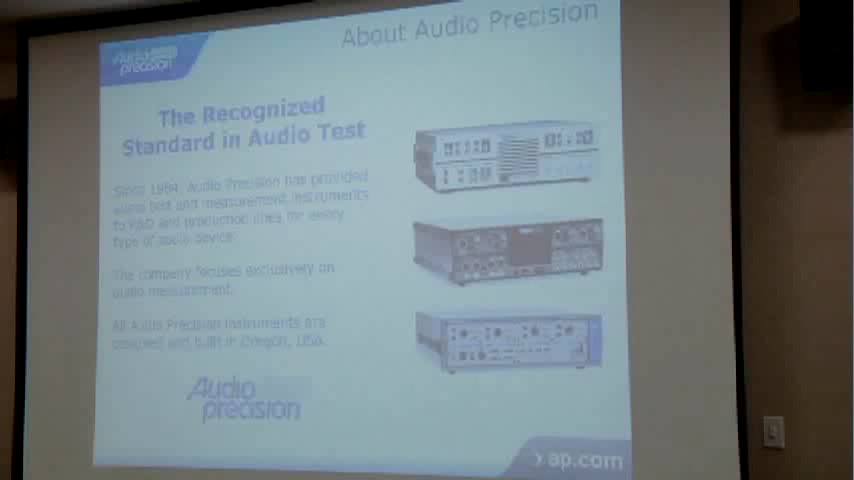 Audio
precision
About Audio Precision
The Recognized
Standard in Audio Test
Since 1984, Audio Precision has provided
audio test and measurement instruments
to R&D and production lines for every
type of audio device.
The company focuses exclusively on
audio measurement.
All Audio Precision instruments are
designed and built in Oregon, USA.
Audio
precision
ap.com